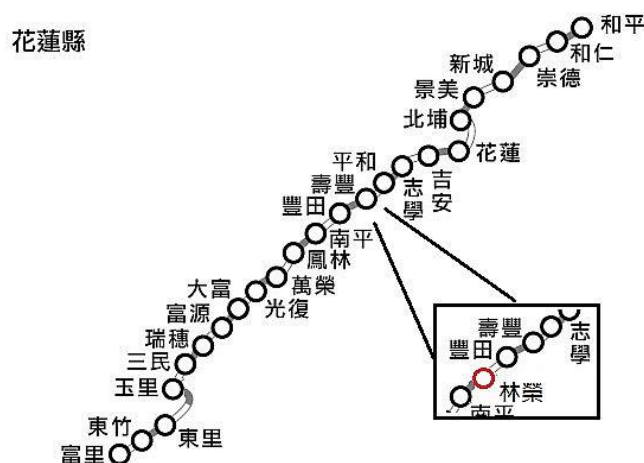 花蓮縣
和平
和仁
崇德
新城
景美
北埔
花蓮
吉安
志學
平和
壽豐
豐田
南平
鳳林
萬榮
光復
大富
富源
瑞穗
三民
玉里
東里
東竹
富里
志學
壽豐
豐田
林榮
南平